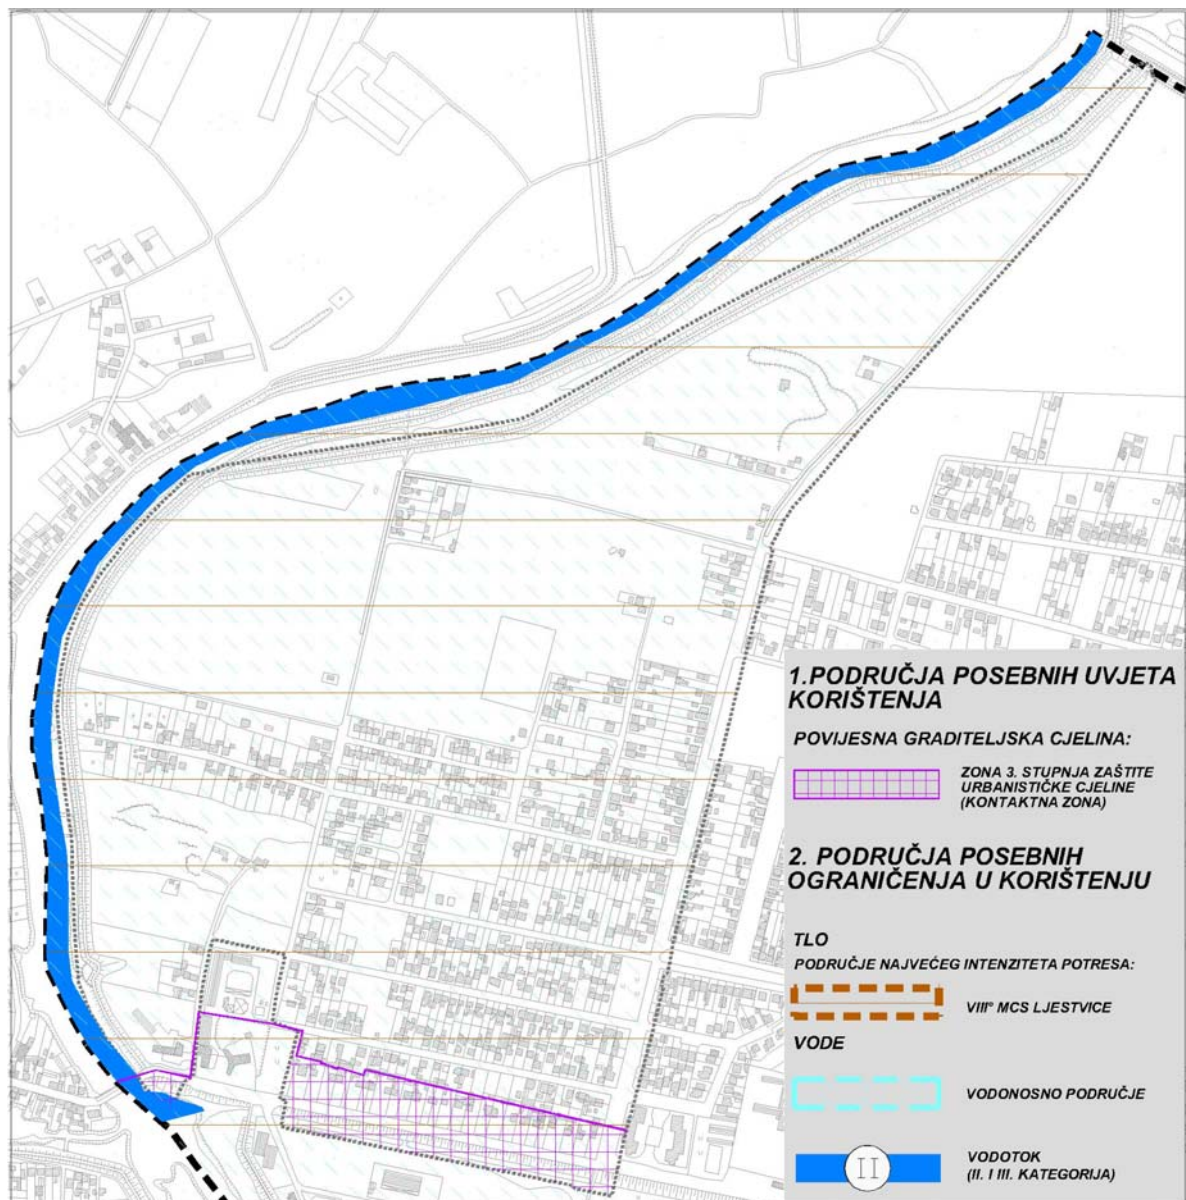 1.PODRUČJA POSEBNIH UVJETA
KORIŠTENJA
POVIJESNA GRADITELJSKA CJELINA:
ZONA 3. STUPNJA ZAŠTITE
URBANISTIČKE CJELINE
(KONTAKTNA ZONA)
2. PODRUČJA POSEBNIH
OGRANIČENJA U KORIŠTENJU
TLO
PODRUČJE NAJVEĆEG INTENZITETA POTRESA:
VIII° MCS LJESTVICE
VODE
VODONOSNO PODRUČJE
II
VODOTOK
(II. I III. KATEGORIJA)